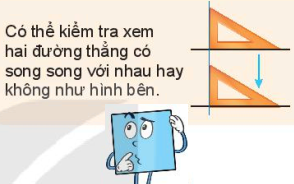 Có thể kiểm tra xem
hai đường thẳng có
song song với nhau hay
không như hình bên.